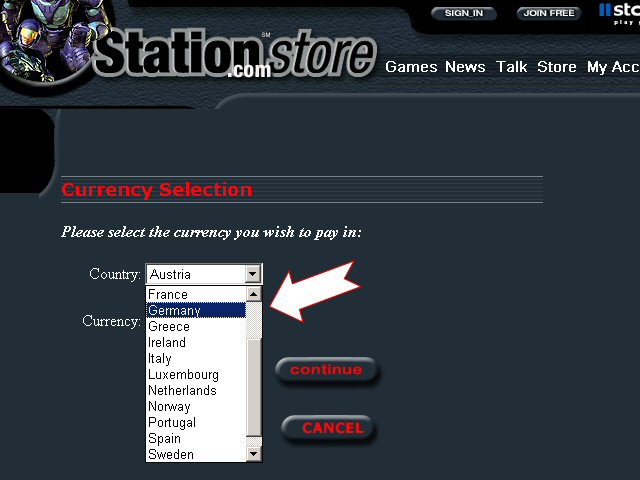 SIGN_IN JOIN FREE
Station.com store SM
Games News Talk Store My Acc
play
Currency Selection
Please select the currency you wish to pay in:
Country: Austria
France
Germany
Greece
Currency:
Ireland
Italy
Luxembourg
Netherlands
Norway
Portugal
Spain
Sweden
continue
CANCEL